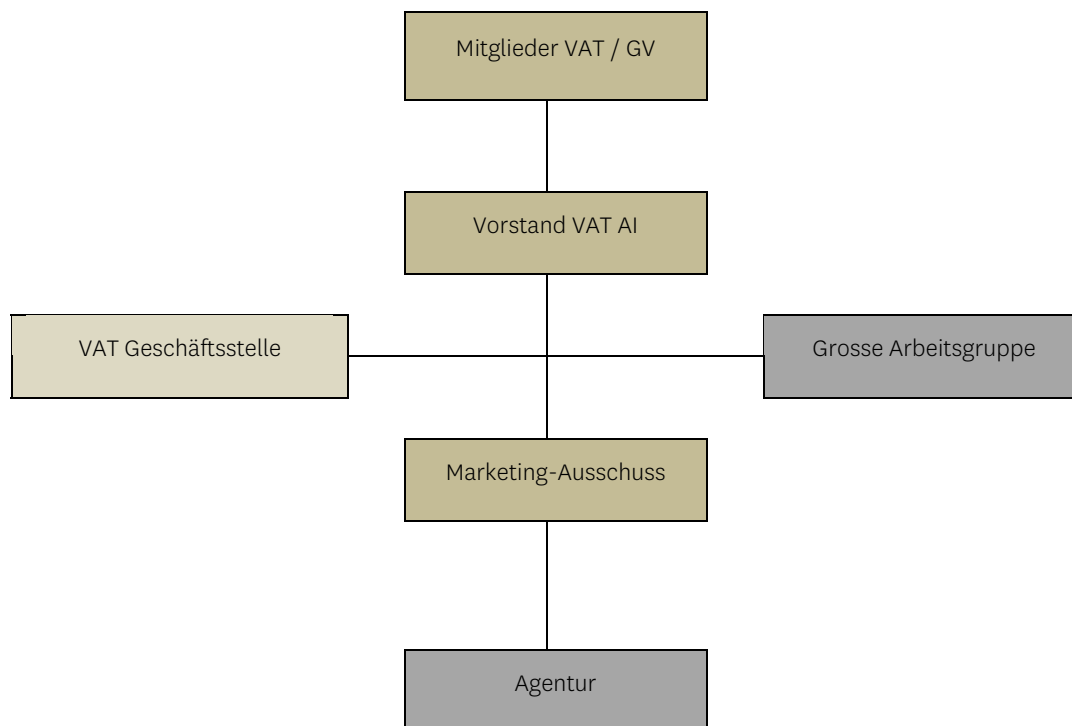 Mitglieder VAT / GV
Vorstand VAT AI
VAT Geschäftsstelle
Grosse Arbeitsgruppe
Marketing-Ausschuss
Agentur